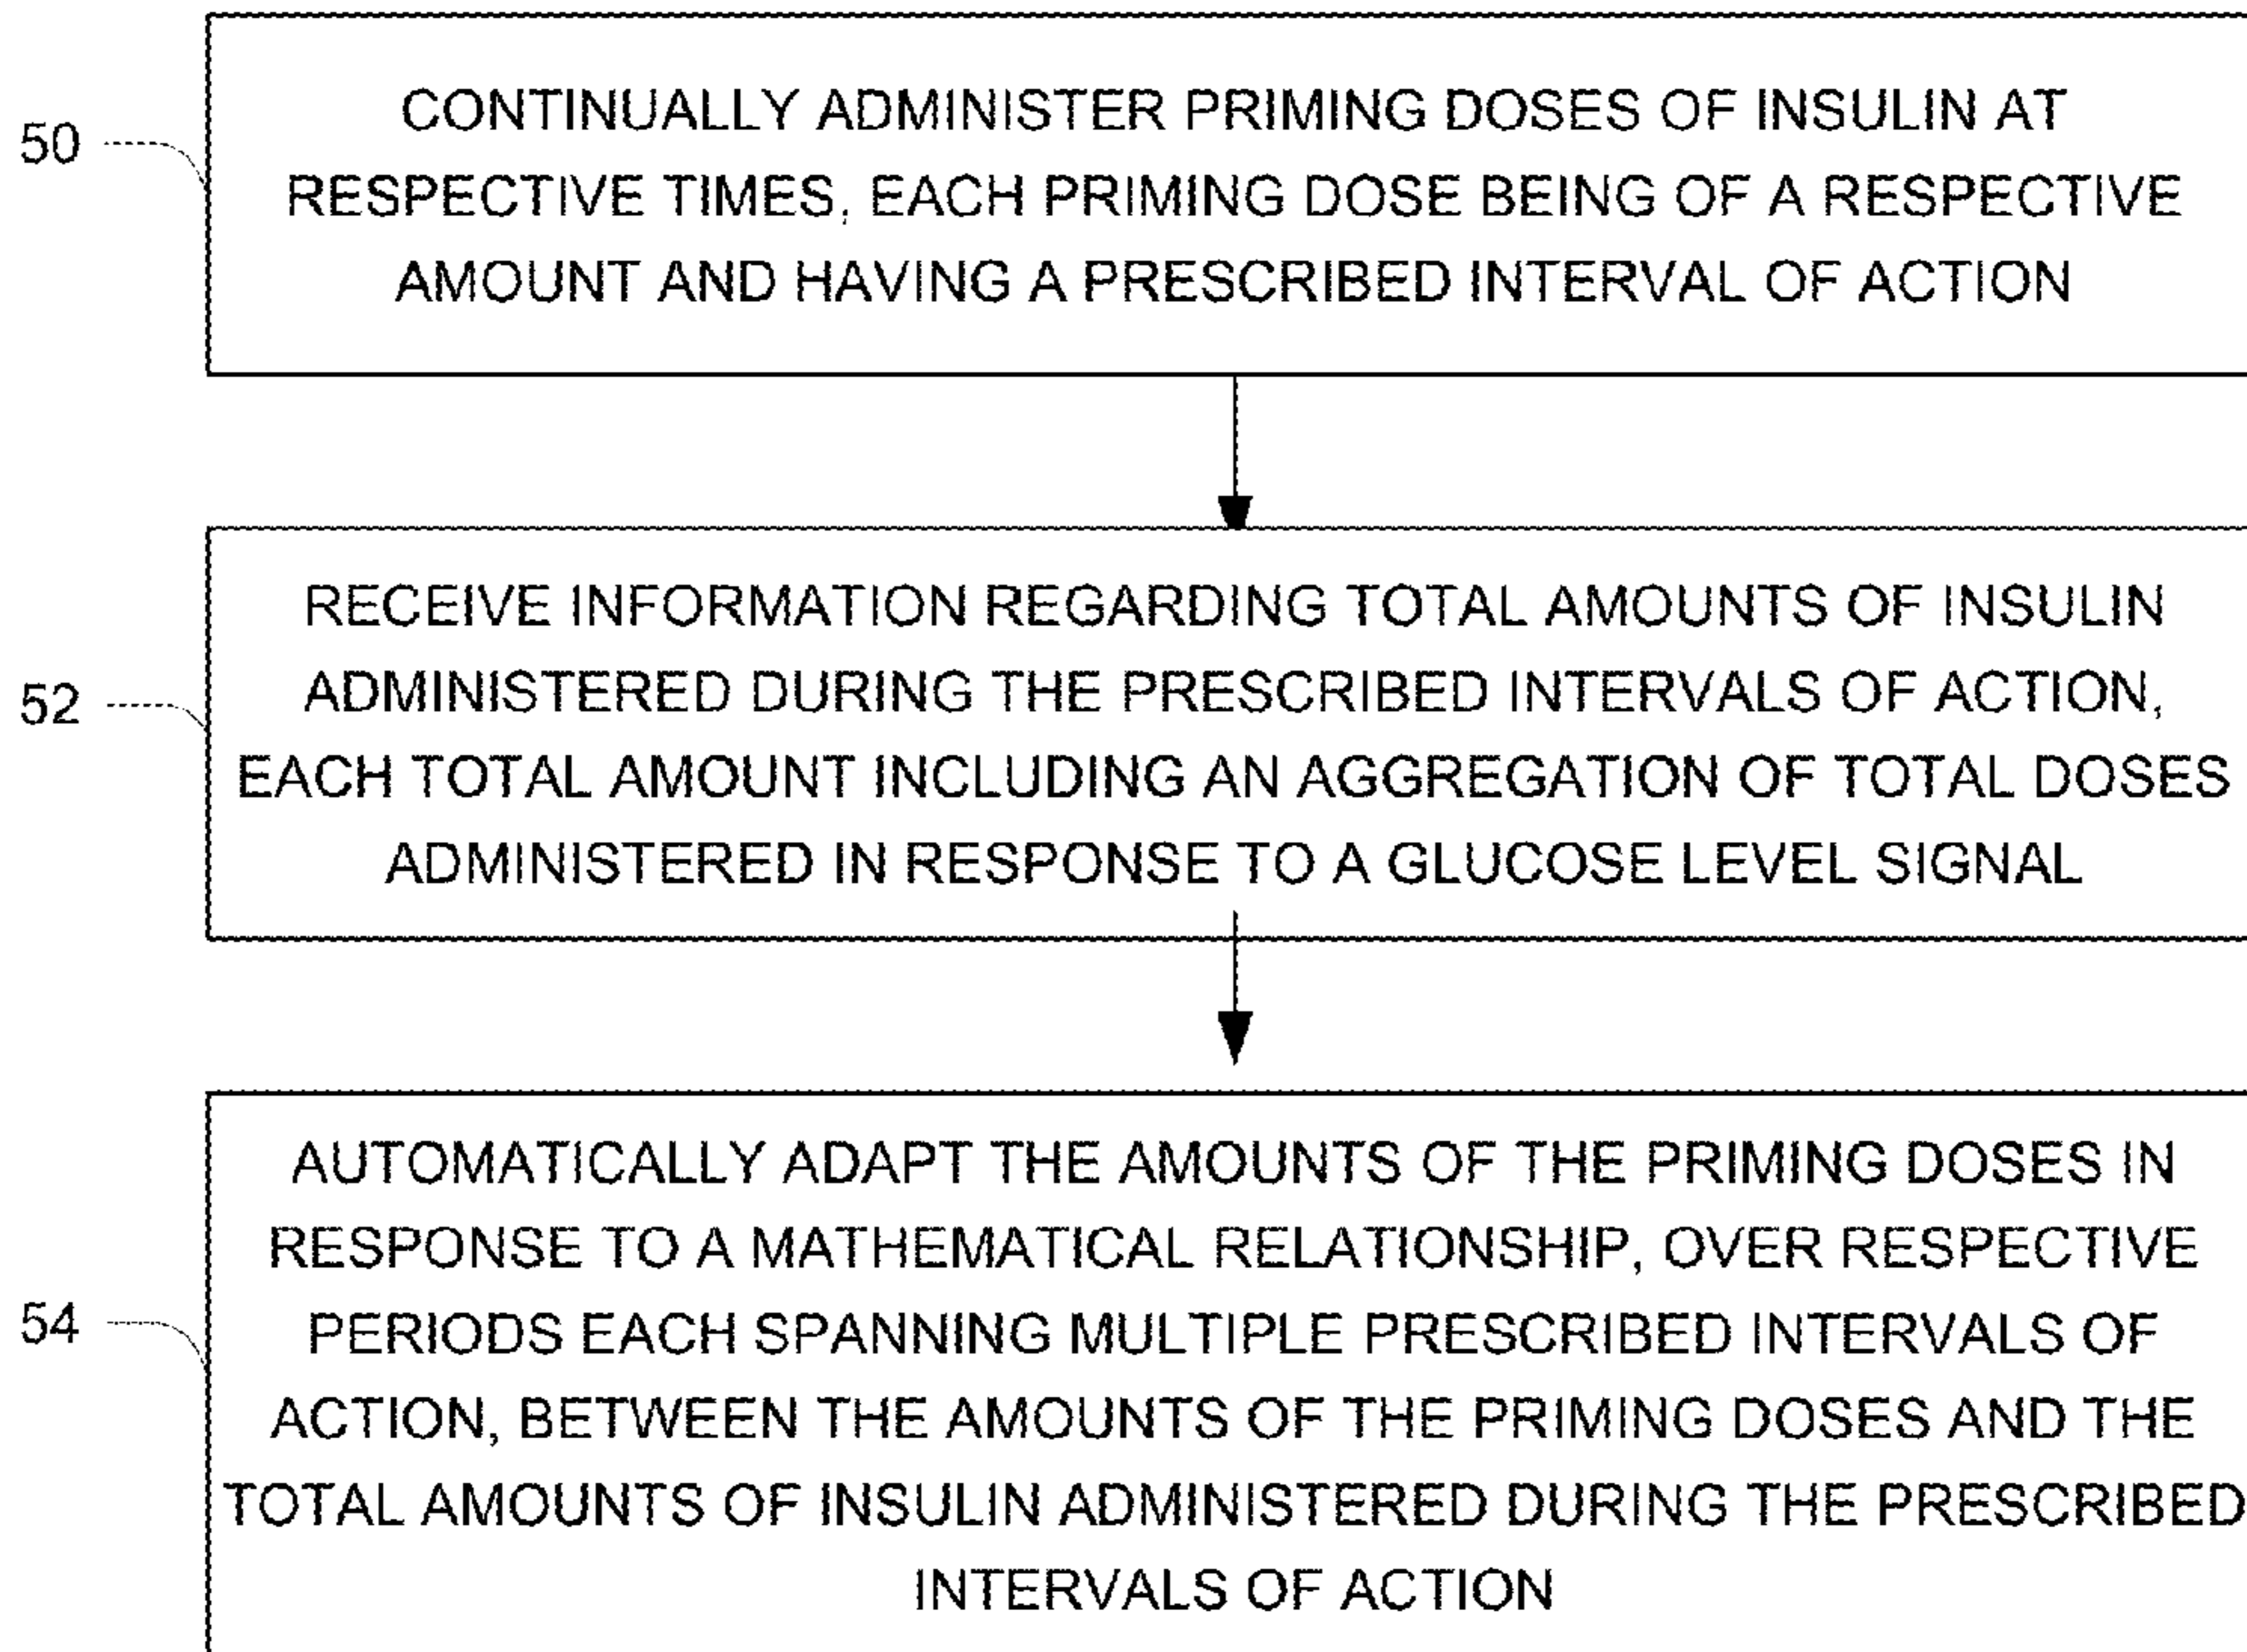 50
CONTINUALLY ADMINISTER PRIMING DOSES OF INSULIN AT
RESPECTIVE TIMES, EACH PRIMING DOSE BEING OF A RESPECTIVE
AMOUNT AND HAVING A PRESCRIBED INTERVAL OF ACTION
52
RECEIVE INFORMATION REGARDING TOTAL AMOUNTS OF INSULIN
ADMINISTERED DURING THE PRESCRIBED INTERVALS OF ACTION,
EACH TOTAL AMOUNT INCLUDING AN AGGREGATION OF TOTAL DOSES
ADMINISTERED IN RESPONSE TO A GLUCOSE LEVEL SIGNAL
54
AUTOMATICALLY ADAPT THE AMOUNTS OF THE PRIMING DOSES IN
RESPONSE TO A MATHEMATICAL RELATIONSHIP, OVER RESPECTIVE
PERIODS EACH SPANNING MULTIPLE PRESCRIBED INTERVALS OF
ACTION, BETWEEN THE AMOUNTS OF THE PRIMING DOSES AND THE
TOTAL AMOUNTS OF INSULIN ADMINISTERED DURING THE PRESCRIBED
INTERVALS OF ACTION